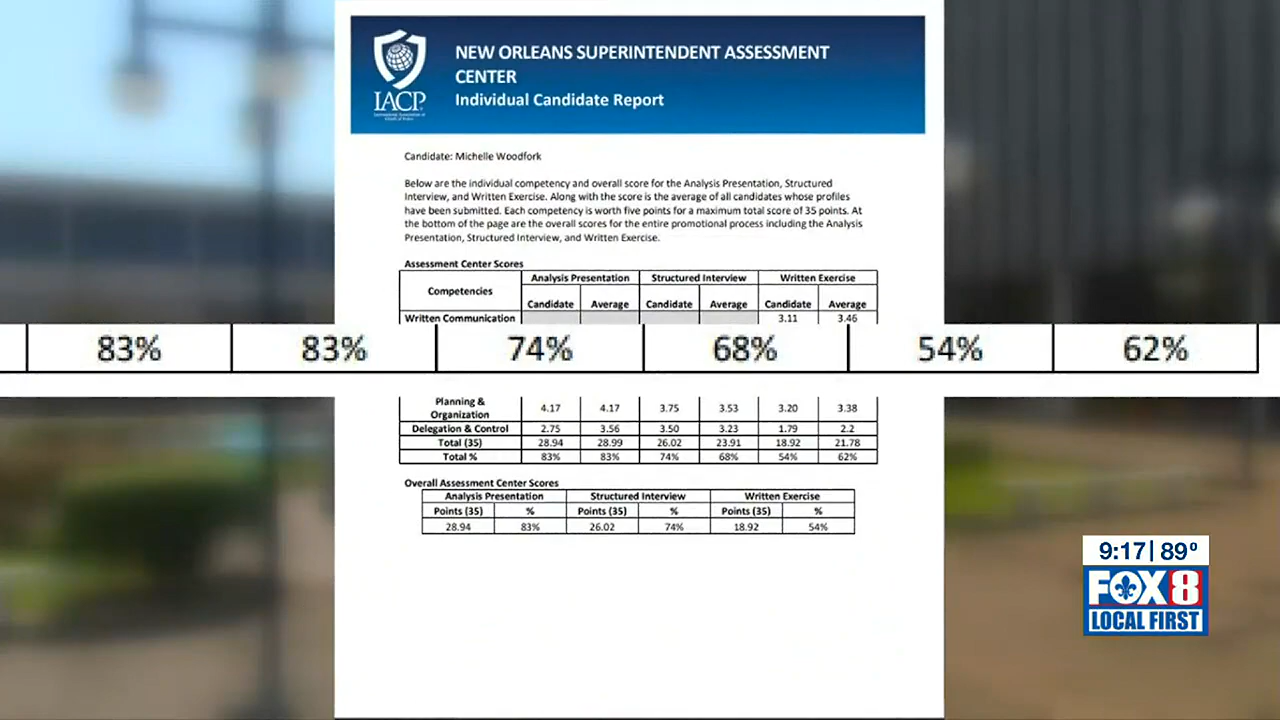 NEW ORLEANS SUPERINTENDENT ASSESSMENT
CENTER
Individual Candidate Report
IACP
Candidate: Michelle Woodfork
Below are the individual competency and overall score for the Analysis Presentation, Structured
Interview, and Written Exercise. Along with the score is the average of all candidates whose profiles
have been submitted. Each competency is worth five points for a maximum total score of 35 points. At
the bottom of the page are the overall scores for the entire promotional process including the Analysis
Presentation, Structured Interview, and Written Exercise.
Assessment Center Scores
Competencies Analysis Presentation Structured Interview Written Exercise
Candidate Average Candidate Average Candidate Average
Written Communication 3.11 3.46
83% 83% 74% 68% 54% 62%
Planning &
Organization 4.17 4.17 3.75 3.53 3.20 3.38
Delegation & Control 2.75 3.56 3.50 3.23 1.79 2.2
Total (35) 28.94 28.99 26.02 23.91 18.92 21.78
Total % 83% 83% 74% 68% 54% 62%
Overall Assessment Center Scores
Analysis Presentation Structured Interview Written Exercise
Points (35) % Points (35) % Points (35) %
28.94 83% 26.02 74% 18.92 54%
9:17 89°
FOX 8
LOCAL FIRST